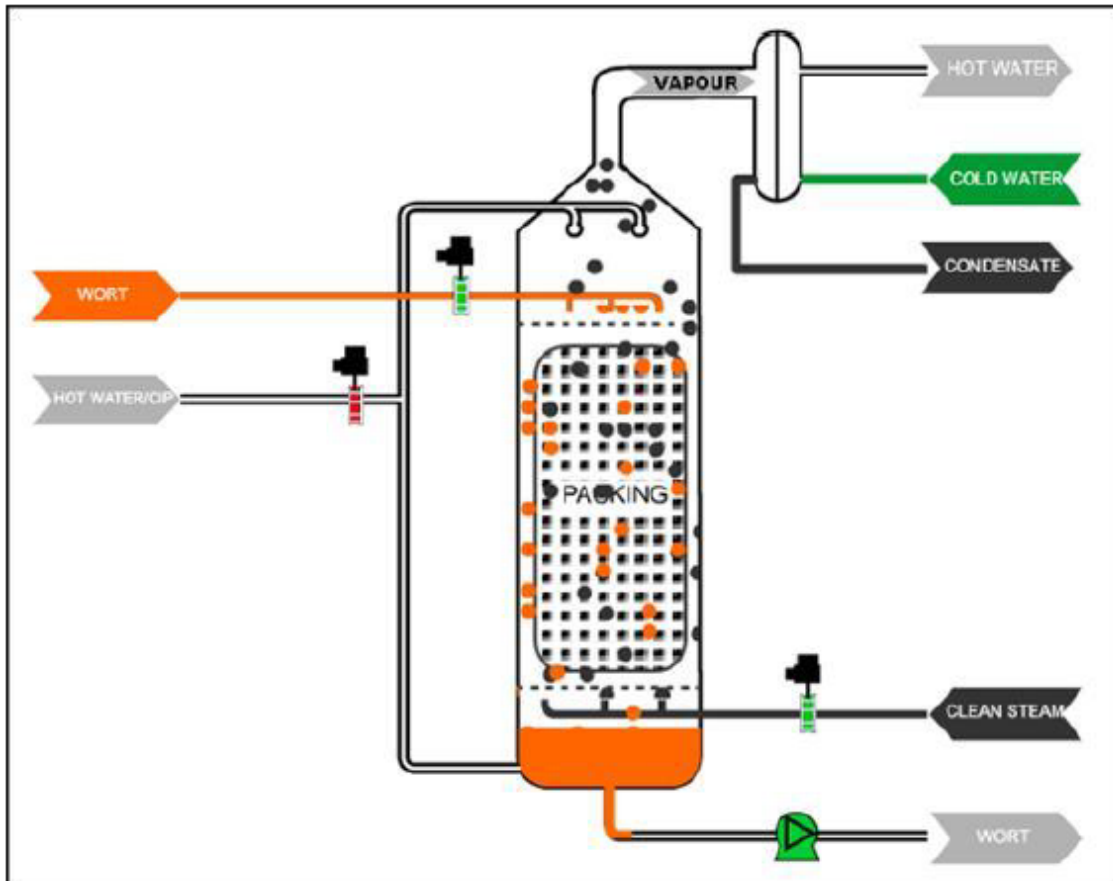 HOT WATER
VAPOUR
COLD WATER
CONDENSATE
WORT
HOT WATER/CIP
PACKING
CLEAN STEAM
WORT